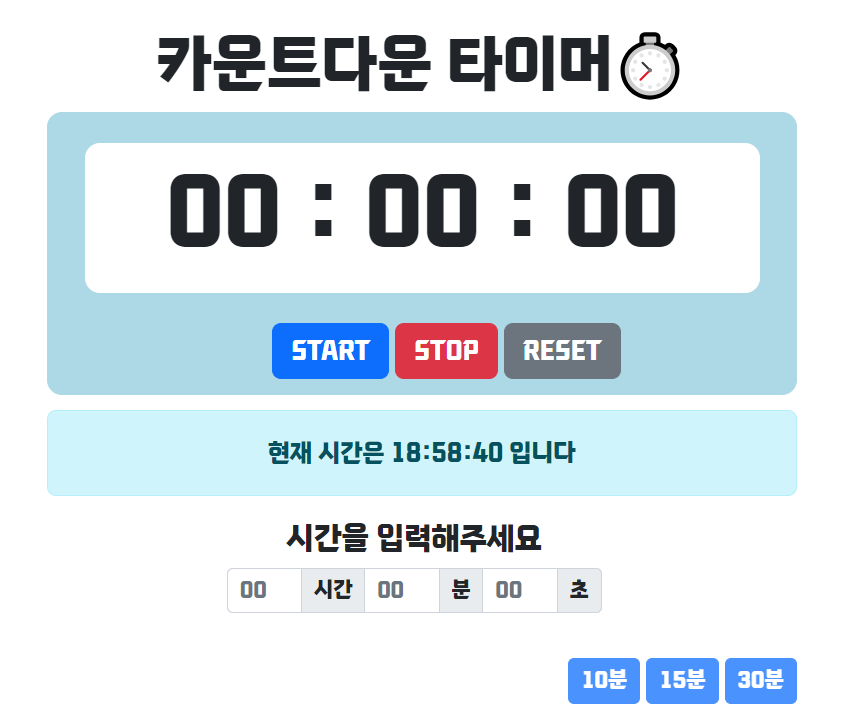 카운트다운 타이머
00 : 00 : 00
START STOP RESET
현재 시간은 18:58:40 입니다
시간을 입력해주세요
00 시간 00 분 00 초
10분 15분 30분